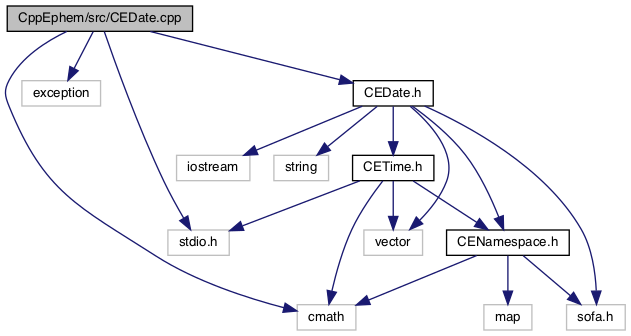 CppEphem/src/CEDate.cpp
exception
CEDate.h
iostream
string
CETime.h
stdio.h
vector
CENamespace.h
cmath
map
sofa.h